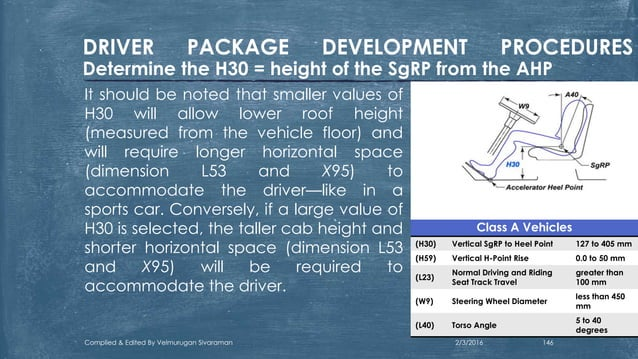 DRIVER PACKAGE DEVELOPMENT PROCEDURES
Determine the H30 = height of the SgRP from the AHP
It should be noted that smaller values of
H30 will allow lower roof height
(measured from the vehicle floor) and
will require longer horizontal space
(dimension L53 and X95) to
accommodate the driver—like in a
sports car. Conversely, if a large value of
H30 is selected, the taller cab height and
shorter horizontal space (dimension L53
and X95) will be required to
accommodate the driver.
A40
W9
H30
SgRP
Accelerator Heel Point
Class A Vehicles
(H30) Vertical SgRP to Heel Point 127 to 405 mm
(H59) Vertical H-Point Rise 0.0 to 50 mm
(L23) Normal Driving and Riding Seat Track Travel greater than 100 mm
(W9) Steering Wheel Diameter less than 450 mm
(L40) Torso Angle 5 to 40 degrees
Complied & Edited By Velmurugan Sivaraman 2/3/2016 146